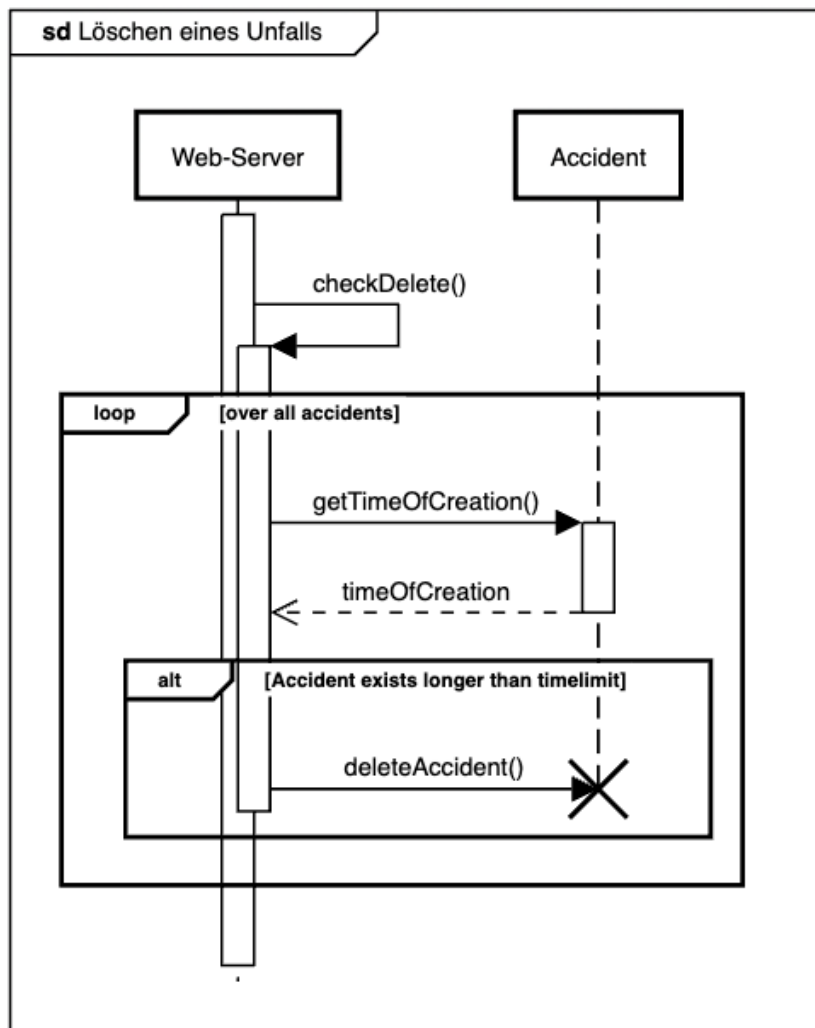 sd Löschen eines Unfalls
Web-Server
Accident
checkDelete()
loop
[over all accidents]
getTimeOfCreation()
timeOfCreation
alt
[Accident exists longer than timelimit]
deleteAccident()